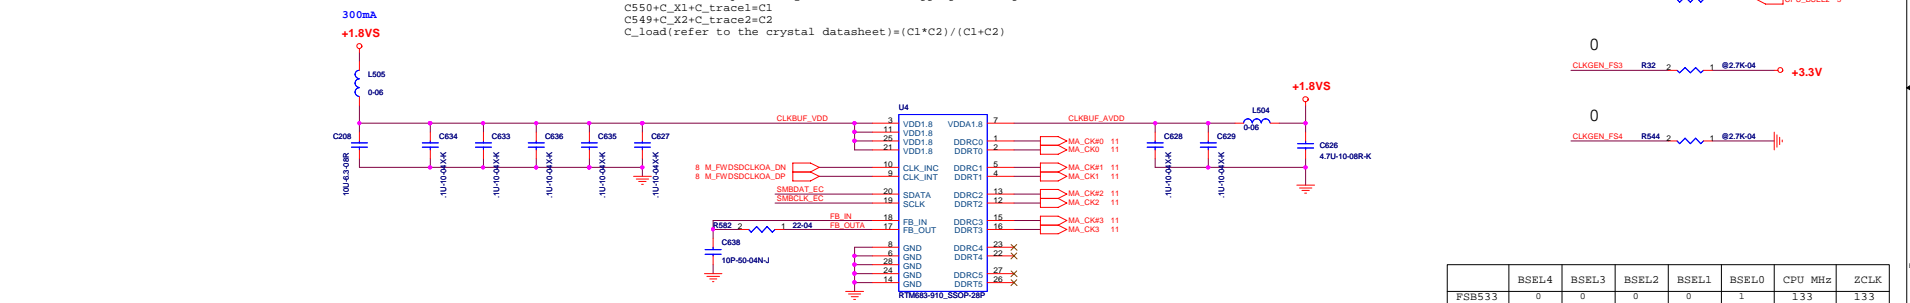 C550+C_X1+C_trace1=C1
C549+C_X2+C_trace2=C2
C_load(refer to the crystal datasheet)=(C1*C2)/(C1+C2)
300mA
+1.8VS
L505
0-06
C208
10U-6.3-08R
C634
.1U-10-04X-K
C633
.1U-10-04X-K
C636
.1U-10-04X-K
C635
.1U-10-04X-K
C627
.1U-10-04X-K
CLKBUF_VDD
8 M_FWDSDCLKOA_DN
8 M_FWDSDCLKOA_DP
SMBDAT_EC
SMBCLK_EC
FB_IN
FB_OUTA
R582 2 1 22-04
C638
10P-50-04N-J
U4
3 VDD1.8 VDDA1.8 7
11 VDD1.8
25 VDD1.8 DDRC0 1
21 VDD1.8 DDRT0 2
10 CLK_INC DDRC1 5
9 CLK_INT DDRT1 4
20 SDATA DDRC2 13
19 SCLK DDRT2 12
18 FB_IN DDRC3 15
17 FB_OUT DDRT3 16
8 GND DDRC4 23
6 GND DDRT4 22
28 GND
24 GND DDRC5 27
14 GND DDRT5 26
RTM683-910_SSOP-28P
CLKBUF_AVDD
MA_CK#0 11
MA_CK0 11
MA_CK#1 11
MA_CK1 11
MA_CK#2 11
MA_CK2 11
MA_CK#3 11
MA_CK3 11
C628
.1U-10-04X-K
C629
.1U-10-04X-K
L504
0-06
+1.8VS
C626
4.7U-10-08R-K
0
CLKGEN_FS3 R32 2 1 @2.7K-04 +3.3V
0
CLKGEN_FS4 R544 2 1 @2.7K-04
BSEL4 BSEL3 BSEL2 BSEL1 BSEL0 CPU MHz ZCLK
FSB533 0 0 0 0 1 133 133